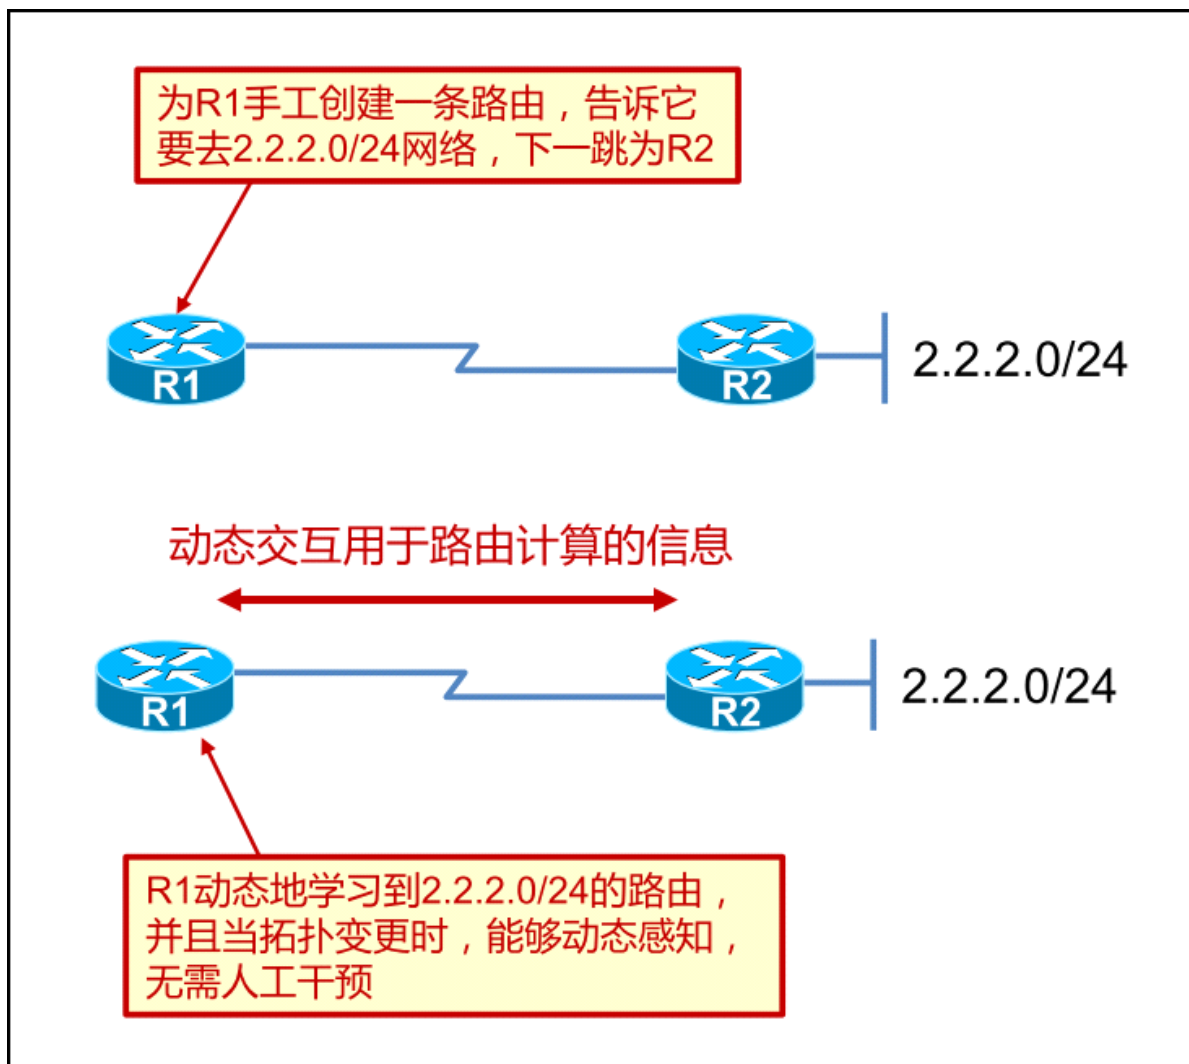 为R1手工创建一条路由，告诉它
要去2.2.2.0/24网络，下一跳为R2
R1
R2
2.2.2.0/24
动态交互用于路由计算的信息
R1
R2
2.2.2.0/24
R1动态地学习到2.2.2.0/24的路由，
并且当拓扑变更时，能够动态感知，
无需人工干预